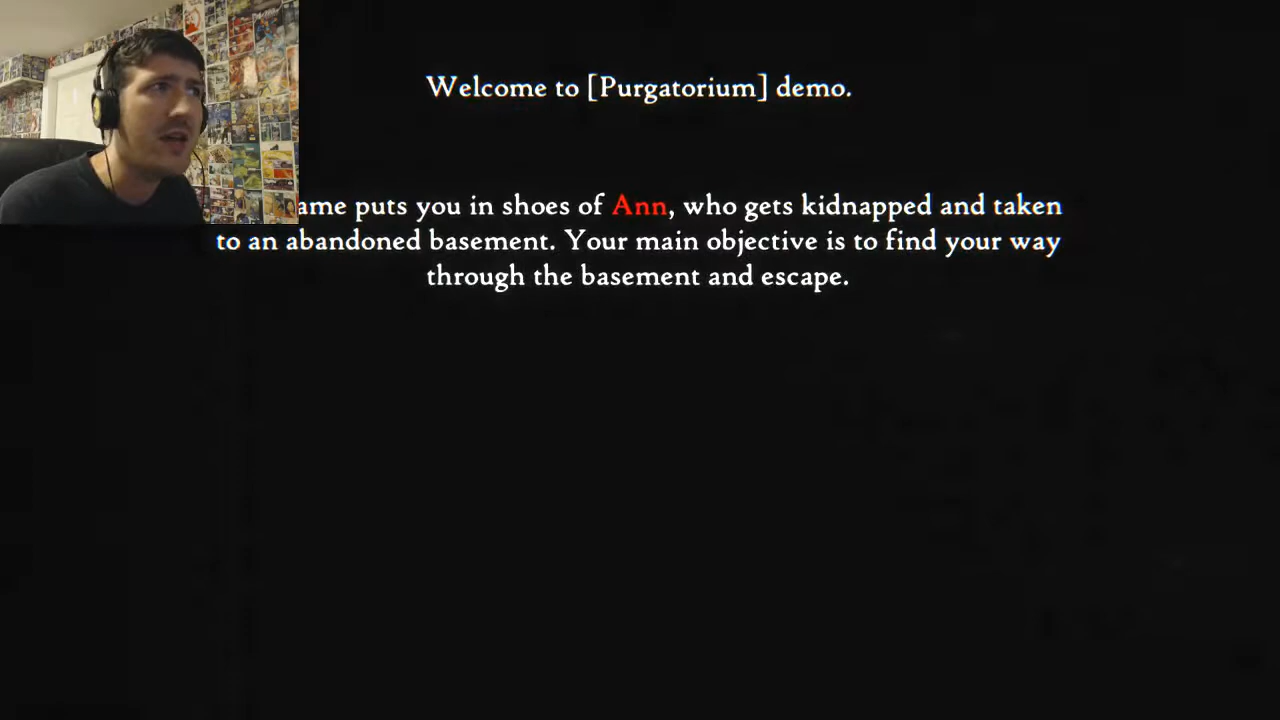 Welcome to [Purgatorium] demo.
ame puts you in shoes of Ann, who gets kidnapped and taken
to an abandoned basement. Your main objective is to find your way
through the basement and escape.